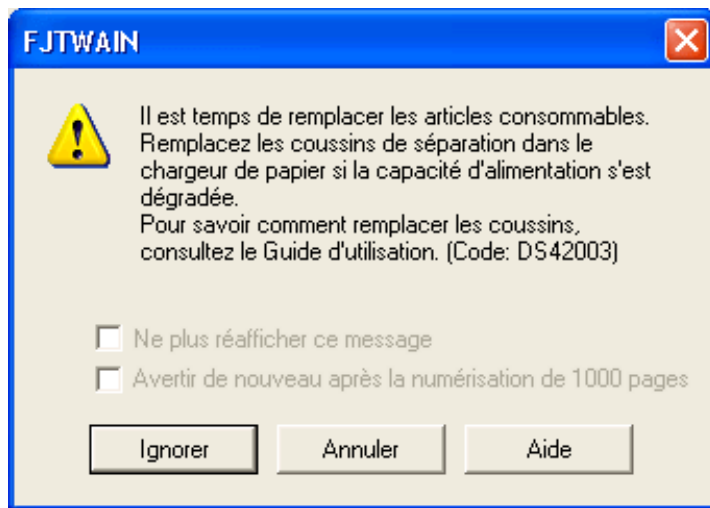 FJTWAIN
Il est temps de remplacer les articles consommables.
Remplacez les coussins de séparation dans le
chargeur de papier si la capacité d'alimentation s'est
dégradée.
Pour savoir comment remplacer les coussins,
consultez le Guide d'utilisation. (Code: DS42003)
Ne plus réafficher ce message
Avertir de nouveau après la numérisation de 1000 pages
Ignorer
Annuler
Aide